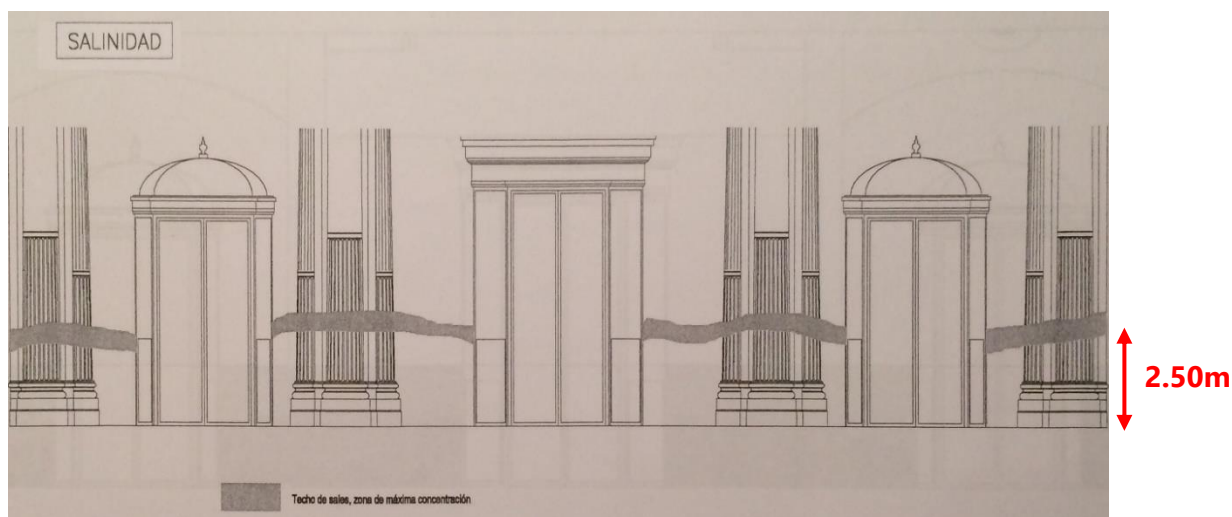 SALINIDAD
2.50m
Techo de sales, zona de máxima concentración